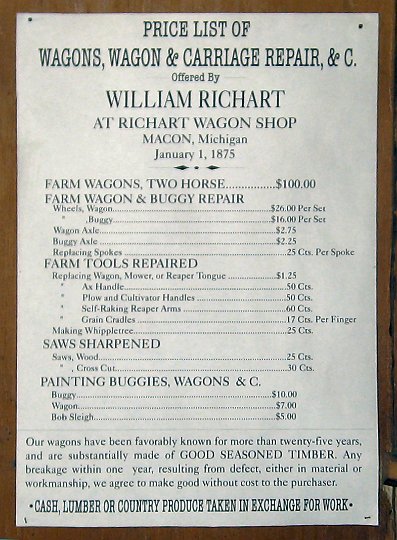 PRICE LIST OF
WAGONS, WAGON & CARRIAGE REPAIR, & C.
Offered By
WILLIAM RICHART
AT RICHART WAGON SHOP
MACON, Michigan
January 1, 1875
FARM WAGONS, TWO HORSE...............$100.00
FARM WAGON & BUGGY REPAIR
Wheels, Wagon...............$26.00 Per Set
" ,Buggy...............$16.00 Per Set
Wagon Axle...............$2.75
Buggy Axle...............$2.25
Replacing Spokes...............25 Cts. Per Spoke
FARM TOOLS REPAIRED
Replacing Wagon, Mower, or Reaper Tongue...............$1.25
" Ax Handle...............50 Cts.
" Plow and Cultivator Handles...............50 Cts.
" Self-Raking Reaper Arms...............60 Cts.
" Grain Cradles...............17 Cts. Per Finger
Making Whippletree...............25 Cts.
SAWS SHARPENED
Saws, Wood...............25 Cts.
" , Cross Cut...............30 Cts.
PAINTING BUGGIES, WAGONS & C.
Buggy...............$10.00
Wagon...............$7.00
Bob Sleigh...............$5.00
Our wagons have been favorably known for more than twenty-five years,
and are substantially made of GOOD SEASONED TIMBER. Any
breakage within one year, resulting from defect, either in material or
workmanship, we agree to make good without cost to the purchaser.
• CASH, LUMBER OR COUNTRY PRODUCE TAKEN IN EXCHANGE FOR WORK •